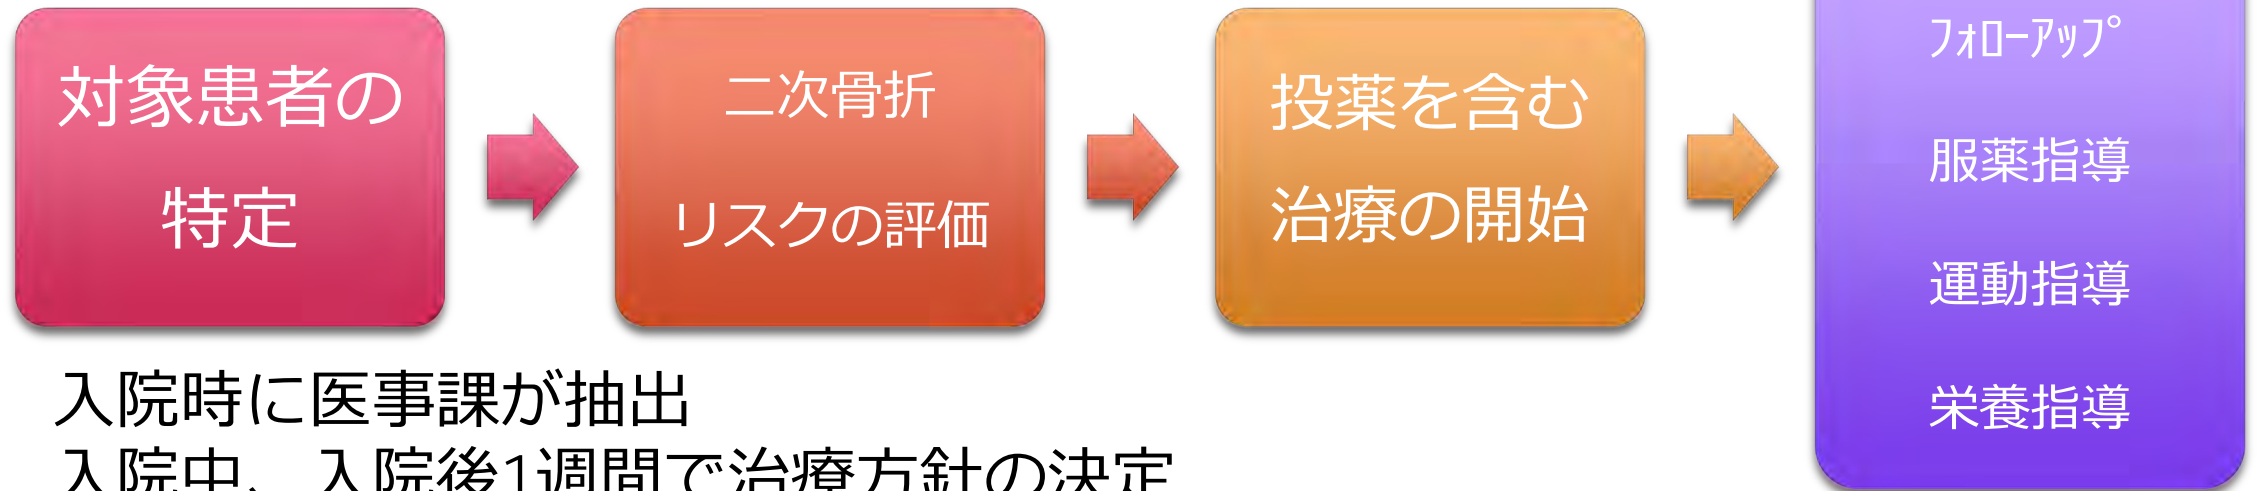 対象患者の
特定
二次骨折
リスクの評価
投薬を含む
治療の開始
ﾌｫﾛｰｱｯﾌﾟ
服薬指導
運動指導
栄養指導
入院時に医事課が抽出
入院中、入院後1週間で治療方針の決定